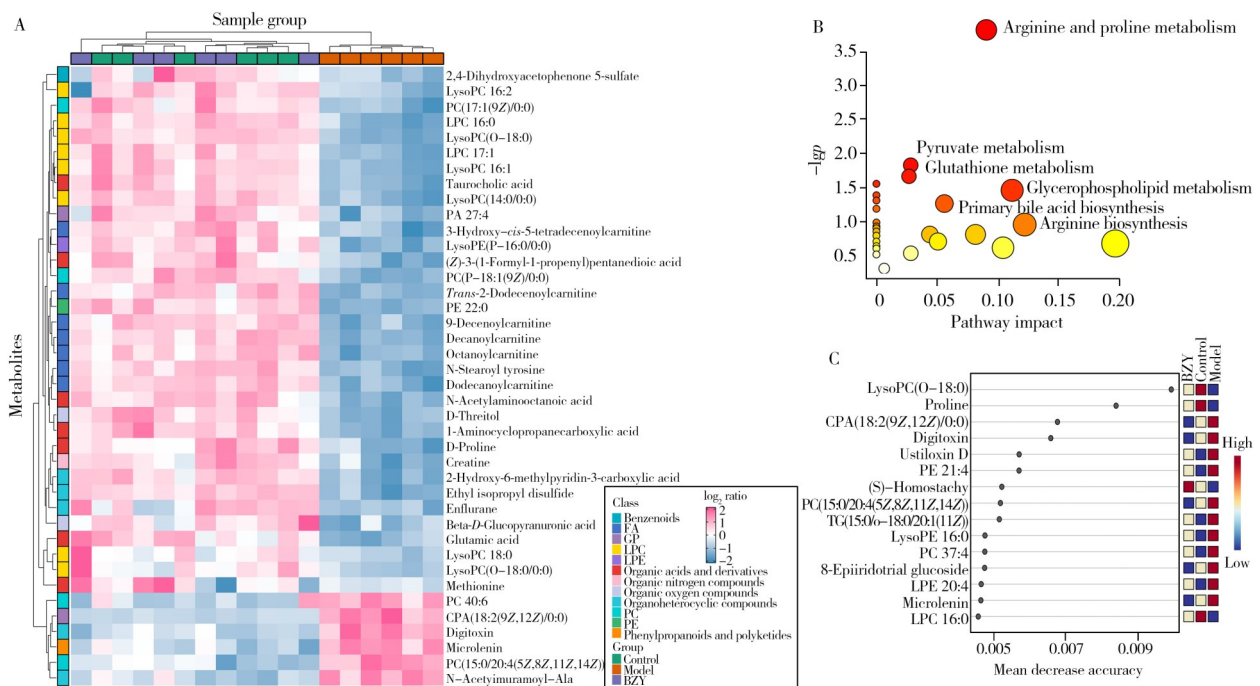 A
Sample group
Metabolites
2,4-Dihydroxyacetophenone 5-sulfate
LysoPC 16:2
PC(17:1(9Z)/0:0)
LPC 16:0
LysoPC(O-18:0)
LPC 17:1
LysoPC 16:1
Taurocholic acid
LysoPC(14:0/0:0)
PA 27:4
3-Hydroxy-cis-5-tetradecenoylcarnitine
LysoPE(P-16:0/0:0)
(Z)-3-(1-Formyl-1-propenyl)pentanedioic acid
PC(P-18:1(9Z)/0:0)
Trans-2-Dodecenoylcarnitine
PE 22:0
9-Decenoylcarnitine
Decanoylcarnitine
Octanoylcarnitine
N-Stearoyl tyrosine
Dodecanoylcarnitine
N-Acetylaminooctanoic acid
D-Threitol
1-Aminocyclopropanecarboxylic acid
D-Proline
Creatine
2-Hydroxy-6-methylpyridin-3-carboxylic acid
Ethyl isopropyl disulfide
Enflurane
Beta-D-Glucopyranuronic acid
Glutamic acid
LysoPC 18:0
LysoPC(O-18:0/0:0)
Methionine
PC 40:6
CPA(18:2(9Z,12Z)/0:0)
Digitoxin
Microlenin
PC(15:0/20:4(5Z,8Z,11Z,14Z))
N-Acetyimuramoyl-Ala
Class
Benzenoids
FA
GP
LPC
LPE
Organic acids and derivatives
Organic nitrogen compounds
Organic oxygen compounds
Organoheterocyclic compounds
PC
PE
Phenylpropanoids and polyketides
Group
Control
Model
BZY
log2 ratio
2
1
0
-1
-2
B
Arginine and proline metabolism
3.5
3.0
2.5
2.0
1.5
1.0
0.5
-lgp
Pyruvate metabolism
Glutathione metabolism
Glycerophospholipid metabolism
Primary bile acid biosynthesis
Arginine biosynthesis
0 0.05 0.10 0.15 0.20
Pathway impact
C
BZY Control Model
LysoPC(O-18:0)
Proline
CPA(18:2(9Z,12Z)/0:0)
Digitoxin
Ustiloxin D
PE 21:4
(S)-Homostachy
PC(15:0/20:4(5Z,8Z,11Z,14Z))
TG(15:0/o-18:0/20:1(11Z))
LysoPE 16:0
PC 37:4
8-Epiiridotrial glucoside
LPE 20:4
Microlenin
LPC 16:0
High
Low
0.005 0.007 0.009
Mean decrease accuracy